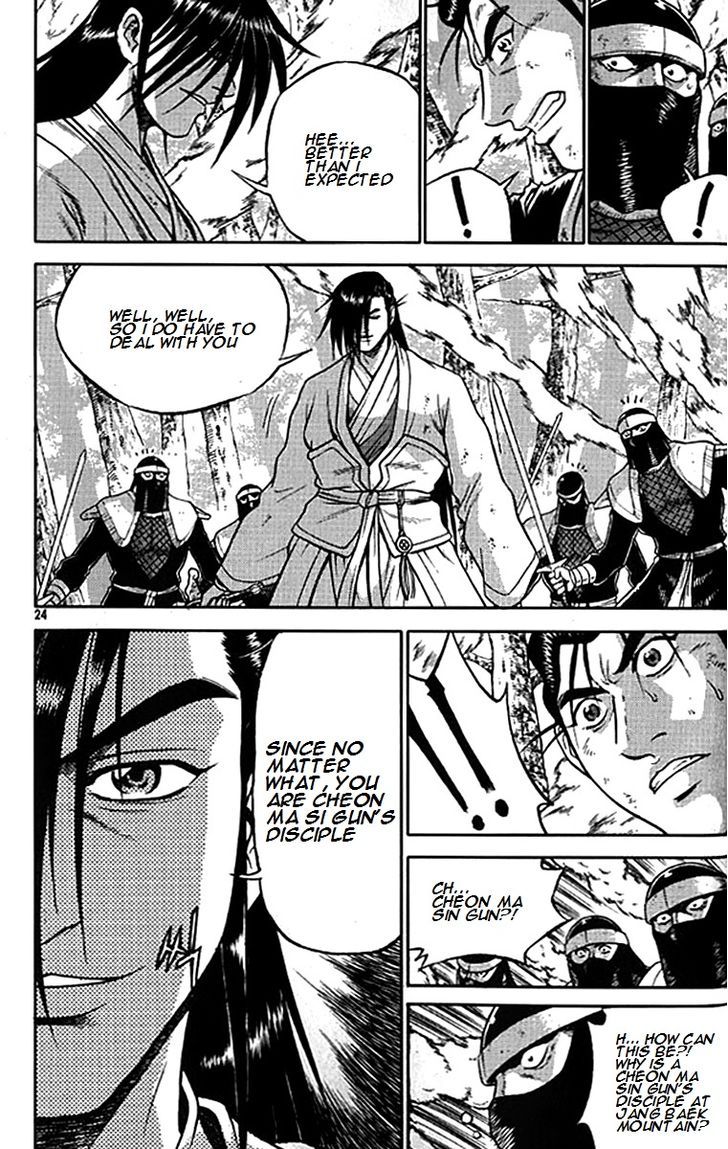 HEE...
BETTER
THAN I
EXPECTED
!
!
WELL, WELL,
SO I DO HAVE TO
DEAL WITH YOU
24
SINCE NO
MATTER
WHAT, YOU
ARE CHEON
MA SI GUN'S
DISCIPLE
!!
CH...
CHEON MA
SIN GUN?!
H... HOW CAN
THIS BE?!
WHY IS A
CHEON MA
SIN GUN'S
DISCIPLE AT
JANG BAEK
MOUNTAIN?